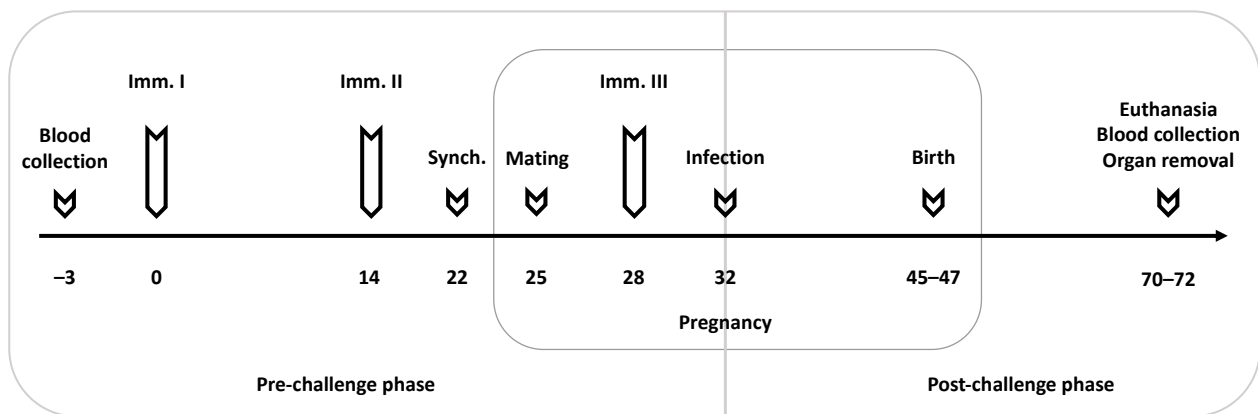 Imm. I
Imm. II
Imm. III
Blood
collection
Synch.
Mating
Infection
Birth
Euthanasia
Blood collection
Organ removal
–3
0
14
22
25
28
32
45–47
70–72
Pregnancy
Pre-challenge phase
Post-challenge phase